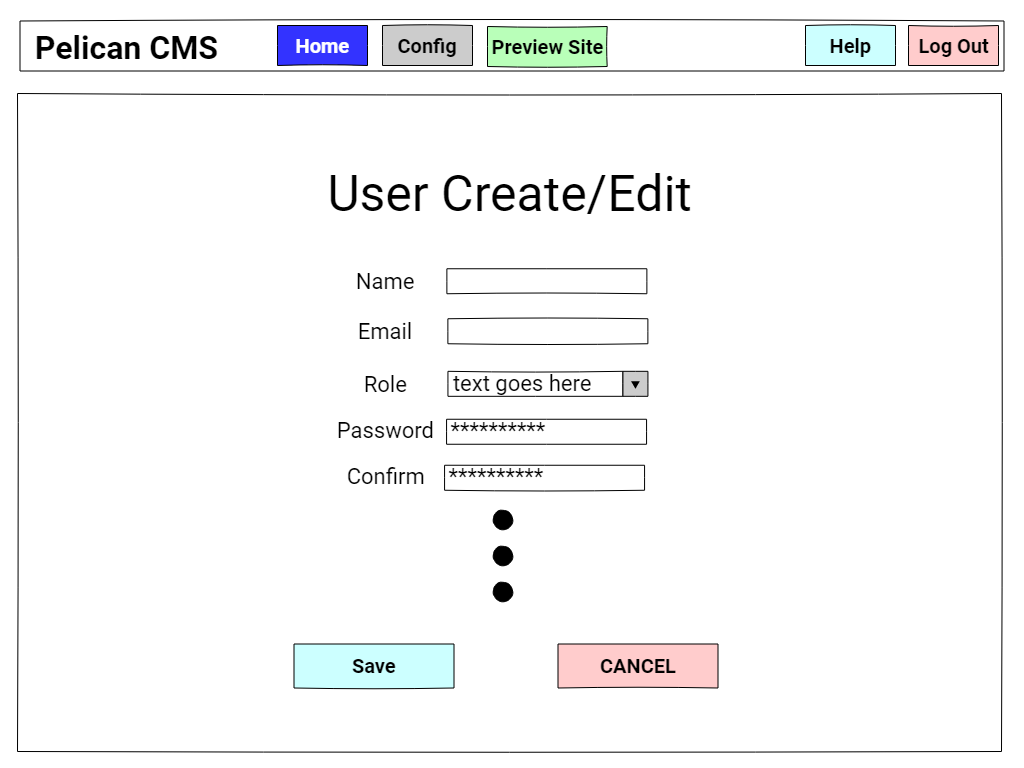 Pelican CMS Home Config Preview Site Help Log Out
User Create/Edit
Name
Email
Role text goes here
Password **********
Confirm **********
Save CANCEL